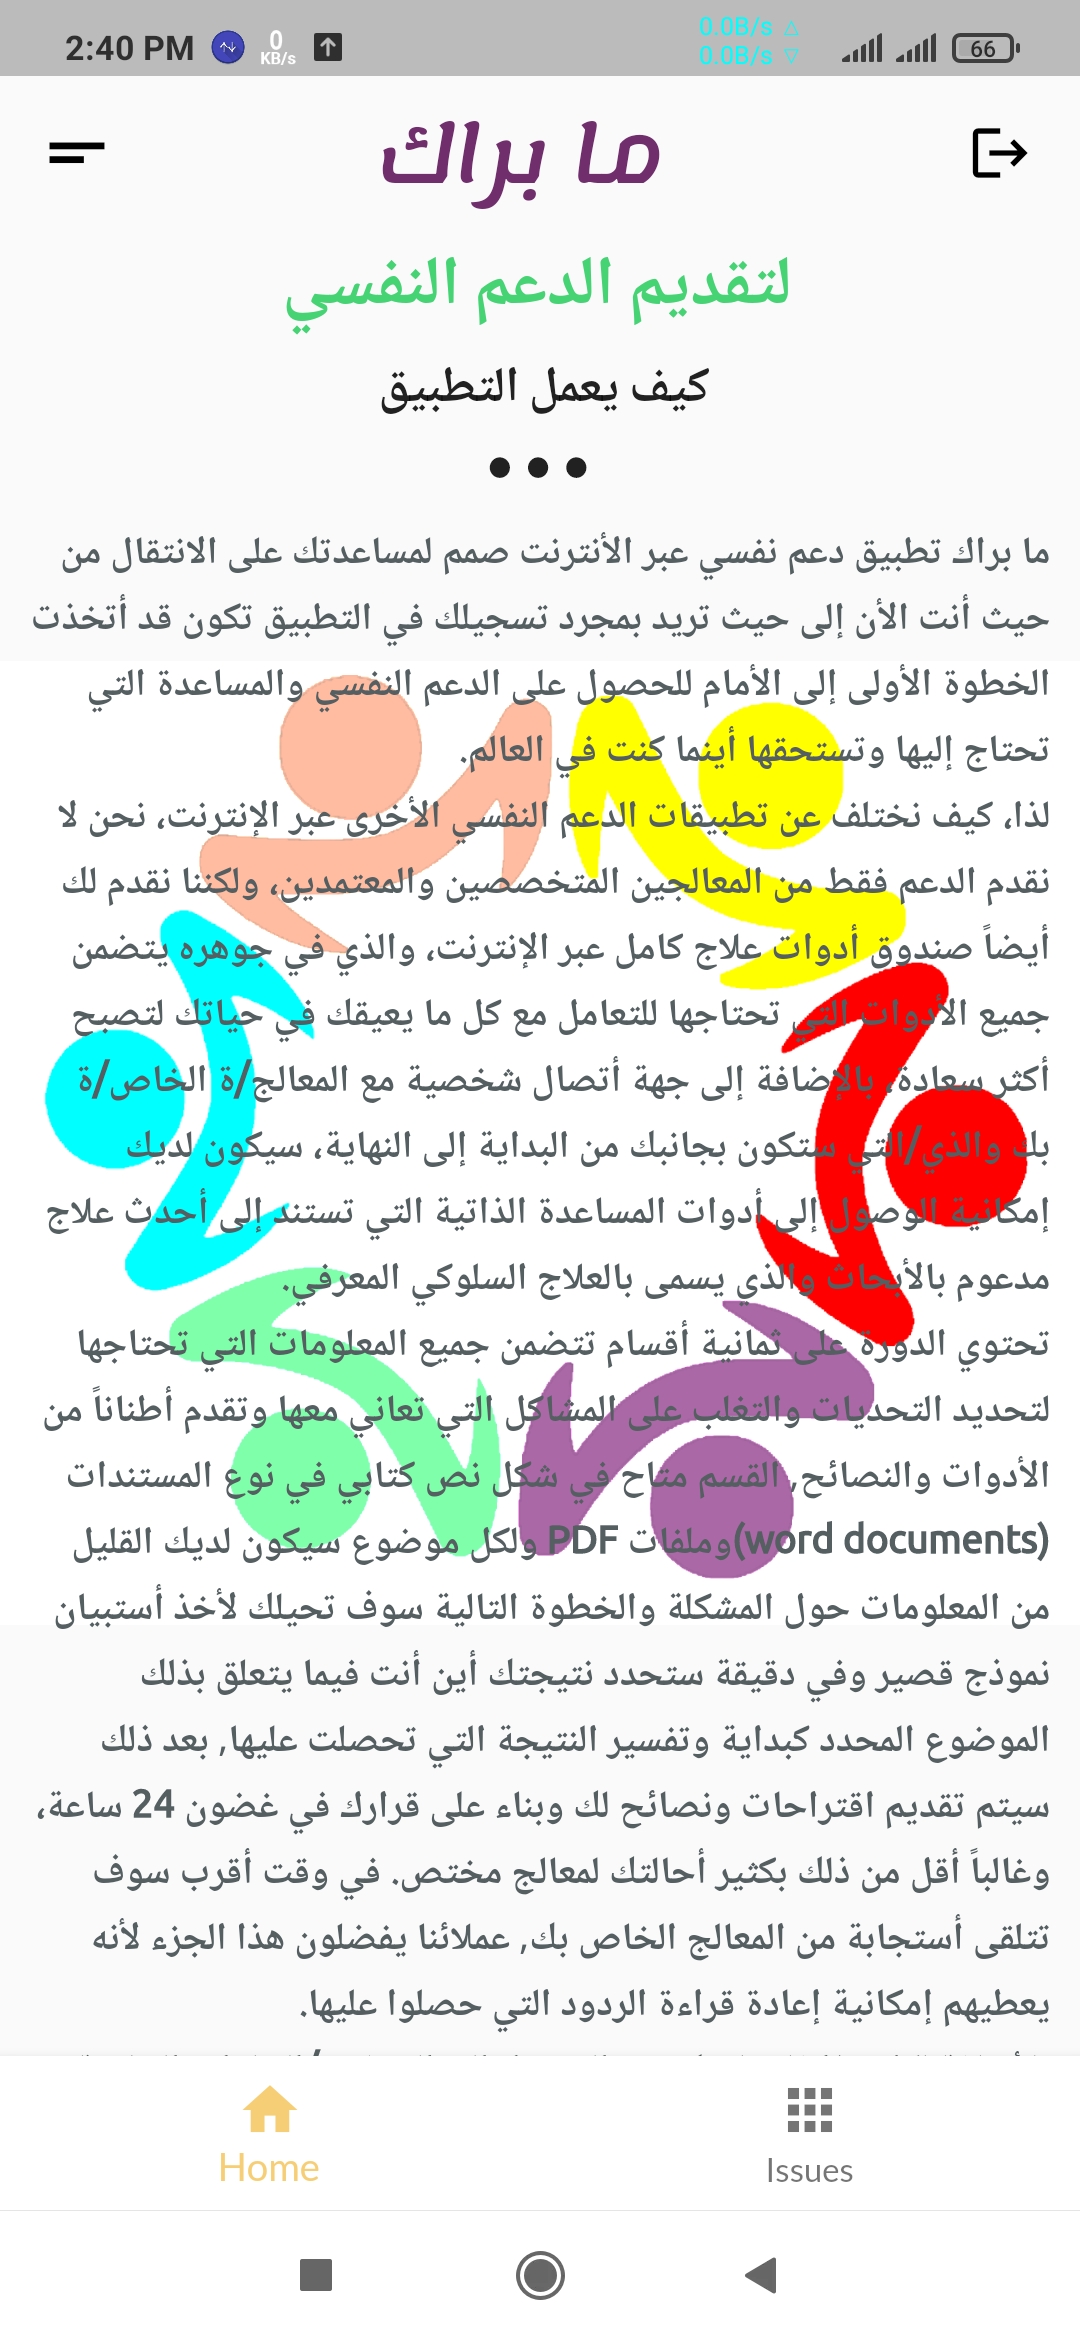 2:40 PM
0
KB/s
0.0B/s
0.0B/s
66
ما براك
لتقديم الدعم النفسي
كيف يعمل التطبيق
ما براك تطبيق دعم نفسي عبر الأنترنت صمم لمساعدتك على الانتقال من
حيث أنت الأن إلى حيث تريد بمجرد تسجيلك في التطبيق تكون قد أتخذت
الخطوة الأولى إلى الأمام للحصول على الدعم النفسي والمساعدة التي
تحتاج إليها وتستحقها أينما كنت في العالم.
لذا، كيف نختلف عن تطبيقات الدعم النفسي الأخرى عبر الإنترنت، نحن لا
نقدم الدعم فقط من المعالجين المتخصصين والمعتمدين، ولكننا نقدم لك
أيضاً صندوق أدوات علاج كامل عبر الإنترنت، والذي في جوهره يتضمن
جميع الأدوات التي تحتاجها للتعامل مع كل ما يعيقك في حياتك لتصبح
أكثر سعادة، بالإضافة إلى جهة أتصال شخصية مع المعالج/ة الخاص/ة
بك والذي/التي ستكون بجانبك من البداية إلى النهاية، سيكون لديك
إمكانية الوصول إلى أدوات المساعدة الذاتية التي تستند إلى أحدث علاج
مدعوم بالأبحاث والذي يسمى بالعلاج السلوكي المعرفي.
تحتوي الدورة على ثمانية أقسام تتضمن جميع المعلومات التي تحتاجها
لتحديد التحديات والتغلب على المشاكل التي تعاني معها وتقدم أطناناً من
الأدوات والنصائح, القسم متاح في شكل نص كتابي في نوع المستندات
(word documents)وملفات PDF ولكل موضوع سيكون لديك القليل
من المعلومات حول المشكلة والخطوة التالية سوف تحيلك لأخذ أستبيان
نموذج قصير وفي دقيقة ستحدد نتيجتك أين أنت فيما يتعلق بذلك
الموضوع المحدد كبداية وتفسير النتيجة التي تحصلت عليها, بعد ذلك
سيتم تقديم اقتراحات ونصائح لك وبناء على قرارك في غضون 24 ساعة،
وغالباً أقل من ذلك بكثير أحالتك لمعالج مختص. في وقت أقرب سوف
تتلقى أستجابة من المعالج الخاص بك, عملائنا يفضلون هذا الجزء لأنه
يعطيهم إمكانية إعادة قراءة الردود التي حصلوا عليها.
Home
Issues